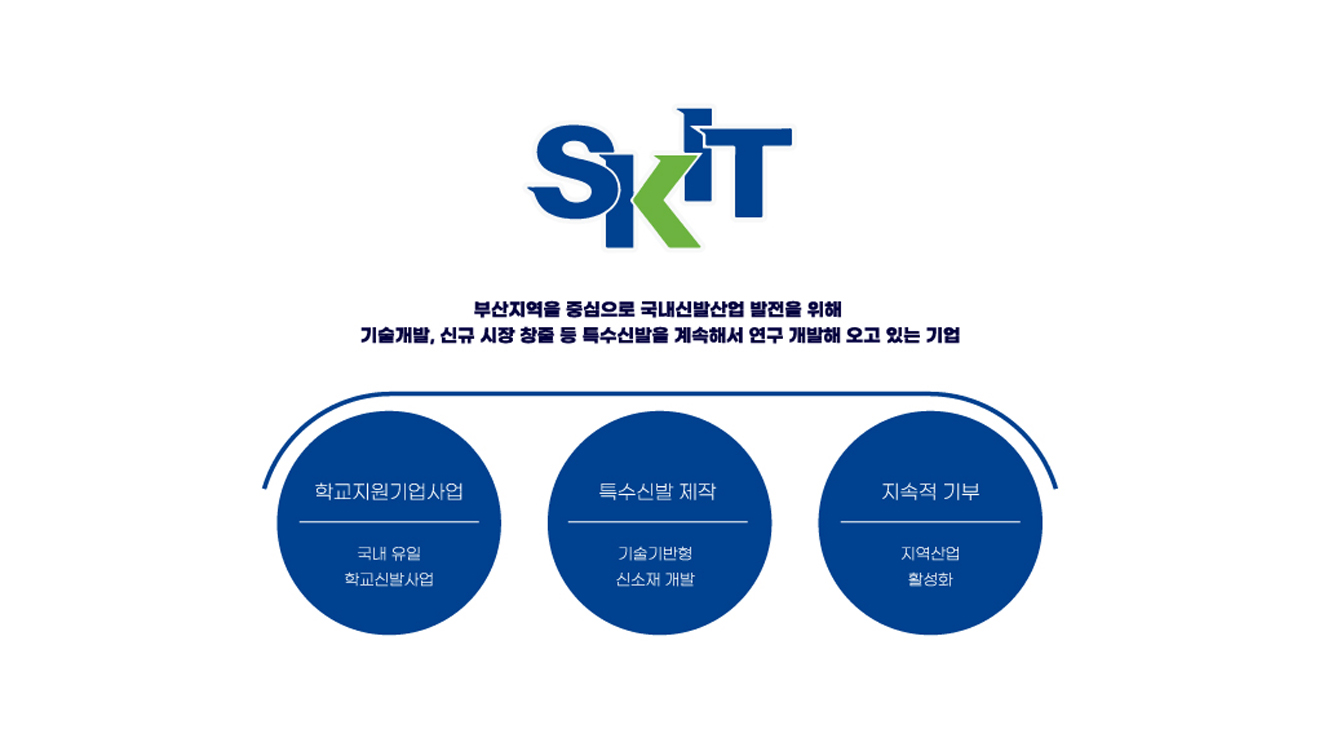 SKIT
부산지역을 중심으로 국내신발산업 발전을 위해
기술개발, 신규 시장 창출 등 특수신발을 계속해서 연구 개발해 오고 있는 기업
학교지원기업사업
국내 유일
학교신발사업
특수신발 제작
기술기반형
신소재 개발
지속적 기부
지역산업
활성화